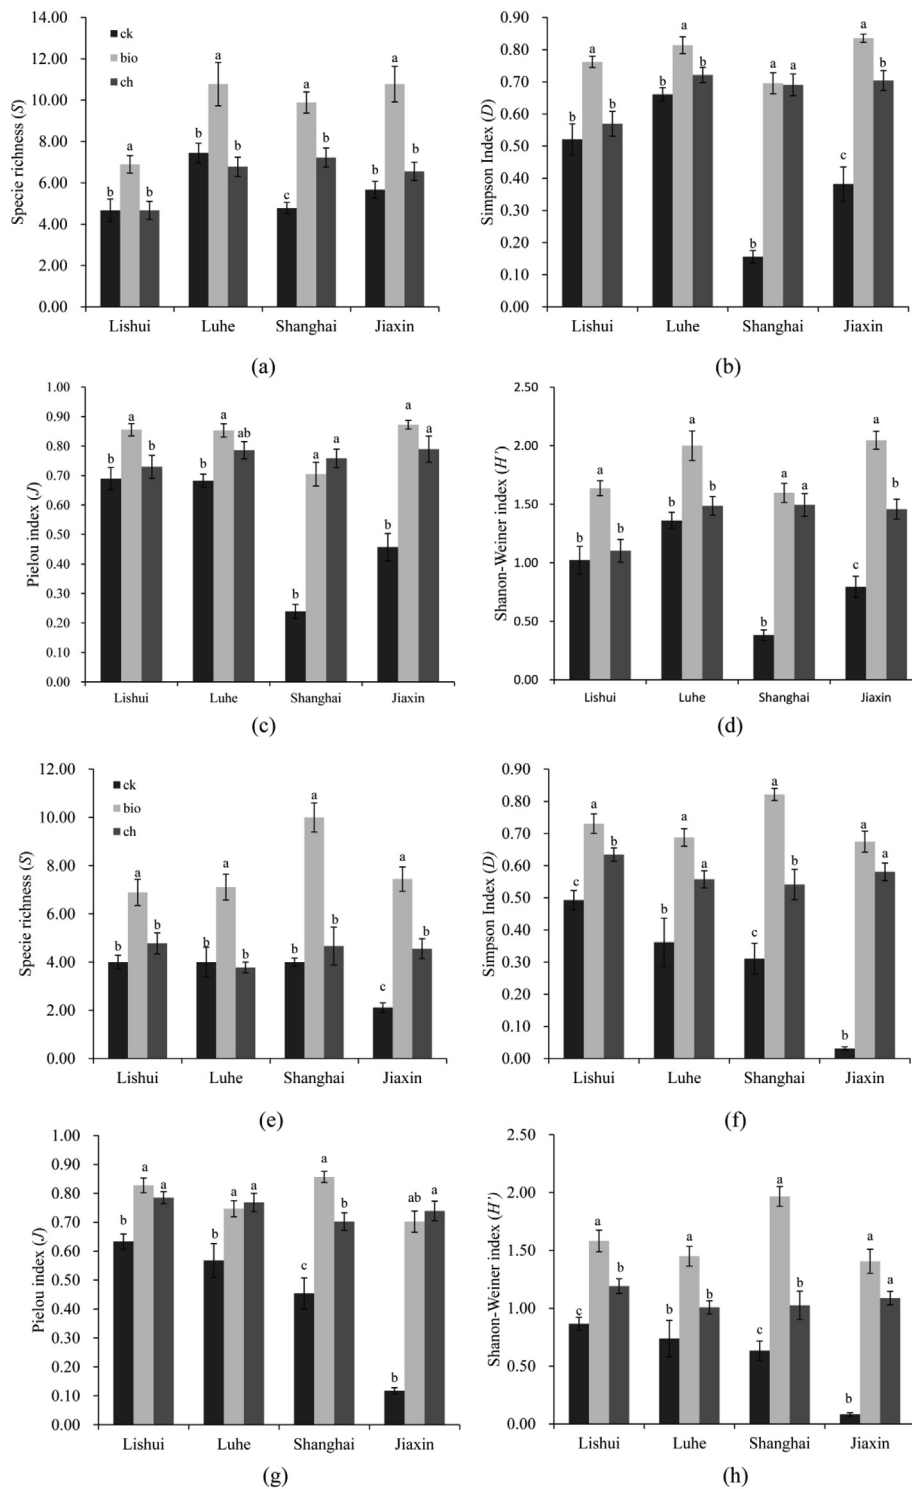 14.00
12.00
10.00
8.00
6.00
4.00
2.00
0.00
Specie richness (S)
ck
bio
ch
b a b
b a b
c a b
b a b
Lishui Luhe Shanghai Jiaxin
(a)
0.90
0.80
0.70
0.60
0.50
0.40
0.30
0.20
0.10
0.00
Simpson Index (D)
b a b
b a b
b a a
c a b
Lishui Luhe Shanghai Jiaxin
(b)
1.00
0.90
0.80
0.70
0.60
0.50
0.40
0.30
0.20
0.10
0.00
Pielou index (J)
b a b
b a ab
b a a
b a a
Lishui Luhe Shanghai Jiaxin
(c)
2.50
2.00
1.50
1.00
0.50
0.00
Shanon-Weiner index (H')
b a b
b a b
b a a
c a b
Lishui Luhe Shanghai Jiaxin
(d)
12.00
10.00
8.00
6.00
4.00
2.00
0.00
Specie richness (S)
ck
bio
ch
b a b
b a b
b a b
c a b
Lishui Luhe Shanghai Jiaxin
(e)
0.90
0.80
0.70
0.60
0.50
0.40
0.30
0.20
0.10
0.00
Simpson Index (D)
c a b
b a a
c a b
b a a
Lishui Luhe Shanghai Jiaxin
(f)
1.00
0.90
0.80
0.70
0.60
0.50
0.40
0.30
0.20
0.10
0.00
Pielou index (J)
b a a
b a a
c a b
b ab a
Lishui Luhe Shanghai Jiaxin
(g)
2.50
2.00
1.50
1.00
0.50
0.00
Shanon-Weiner index (H')
c a b
b a b
c a b
b a a
Lishui Luhe Shanghai Jiaxin
(h)